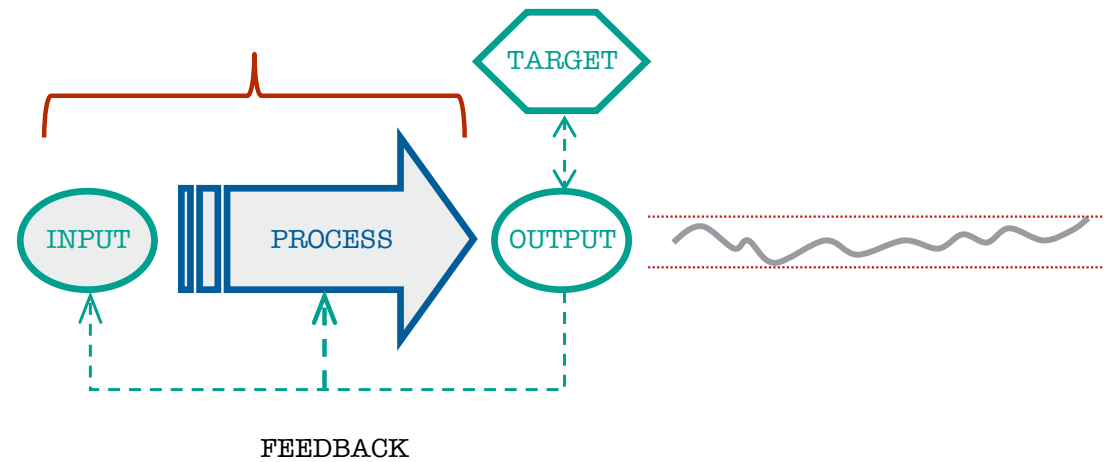 TARGET
INPUT
PROCESS
OUTPUT
FEEDBACK